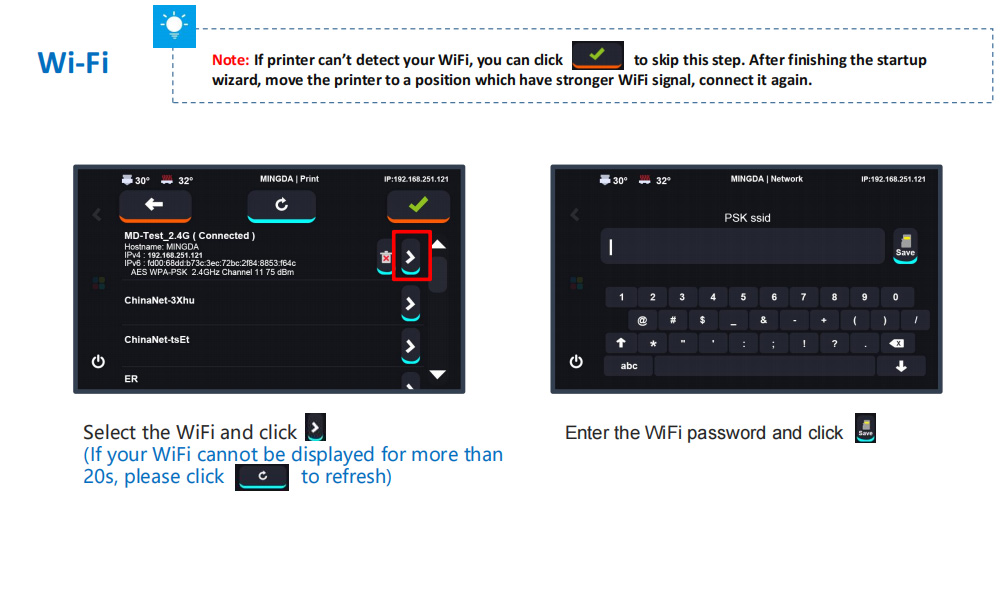 Wi-Fi
Note: If printer can't detect your WiFi, you can click to skip this step. After finishing the startup
wizard, move the printer to a position which have stronger WiFi signal, connect it again.
30° 32° MINGDA | Print IP:192.168.251.121
MD-Test_2.4G ( Connected )
Hostname: MINGDA
IPv4 : 192.168.251.121
IPv6 : fd00:68dd:b73c:3ec:72bc:2f84:8853:f64c
AES WPA-PSK 2.4GHz Channel 11 75 dBm
ChinaNet-3Xhu
ChinaNet-tsEt
ER
30° 32° MINGDA | Network IP:192.168.251.121
PSK ssid
Save
1 2 3 4 5 6 7 8 9 0
@ # $ _ & - + ( ) /
* " ' : ; ! ? .
abc
Select the WiFi and click
(If your WiFi cannot be displayed for more than
20s, please click to refresh)
Enter the WiFi password and click Save